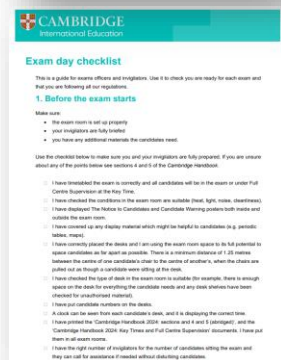 CAMBRIDGE
International Education
Exam day checklist
This is a guide for exams officers and invigilators. Use it to check you are ready for each exam and
that you are following all our regulations.
1. Before the exam starts
Make sure:
• the exam room is set up properly
• your invigilators are fully briefed
• you have any additional materials the candidates need.
Use the checklist below to make sure you and your invigilators are fully prepared. If you are unsure
about any of the points below see sections 4 and 5 of the Cambridge Handbook.
□ I have timetabled the exam is correctly and all candidates will be in the exam or under Full
Centre Supervision at the Key Time.
□ I have checked the conditions in the exam room are suitable (heat, light, noise, cleanliness).
□ I have displayed The Notice to Candidates and Candidate Warning posters both inside and
outside the exam room.
□ I have covered up any display material which might be helpful to candidates (e.g. periodic
tables, maps).
□ I have correctly placed the desks and I am using the exam room space to its full potential to
space candidates as far apart as possible. There is a minimum distance of 1.25 metres
between the centre of one candidate's chair to the centre of another's, when the chairs are
pulled out as though a candidate were sitting at the desk.
□ I have checked the type of desk in the exam room is suitable (for example, there is enough
space on the desk for everything the candidate needs and any desk shelves have been
checked for unauthorised material).
□ I have put candidate numbers on the desks.
□ A clock can be seen from each candidate's desk, and it is displaying the correct time.
□ I have printed the 'Cambridge Handbook 2024: sections 4 and 5 (abridged)', and the
'Cambridge Handbook 2024: Key Times and Full Centre Supervision' documents. I have put
them in all exam rooms.
□ I have the right number of invigilators for the number of candidates sitting the exam and
they can call for assistance if needed without disturbing candidates.